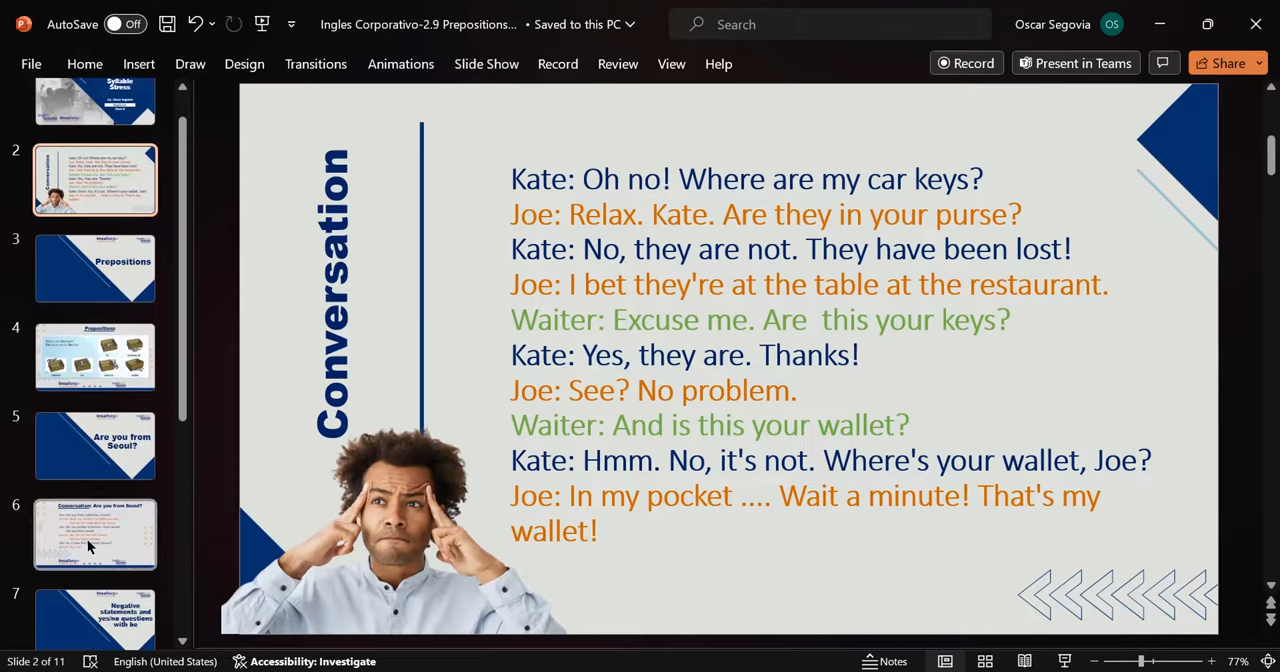 AutoSave Off Ingles Corporativo-2.9 Prepositions... • Saved to this PC Search Oscar Segovia OS
File Home Insert Draw Design Transitions Animations Slide Show Record Review View Help Record Present in Teams Share
Syllable
Stress
2
Conversation
3
Prepositions
4
Prepositions
5
Are you from
Seoul?
6
Conversation: Are you from Seoul?
7
Negative
statements and
yes/no questions
with be
Conversation
Kate: Oh no! Where are my car keys?
Joe: Relax. Kate. Are they in your purse?
Kate: No, they are not. They have been lost!
Joe: I bet they're at the table at the restaurant.
Waiter: Excuse me. Are  this your keys?
Kate: Yes, they are. Thanks!
Joe: See? No problem.
Waiter: And is this your wallet?
Kate: Hmm. No, it's not. Where's your wallet, Joe?
Joe: In my pocket .... Wait a minute! That's my
wallet!
Slide 2 of 11 English (United States) Accessibility: Investigate Notes 77%